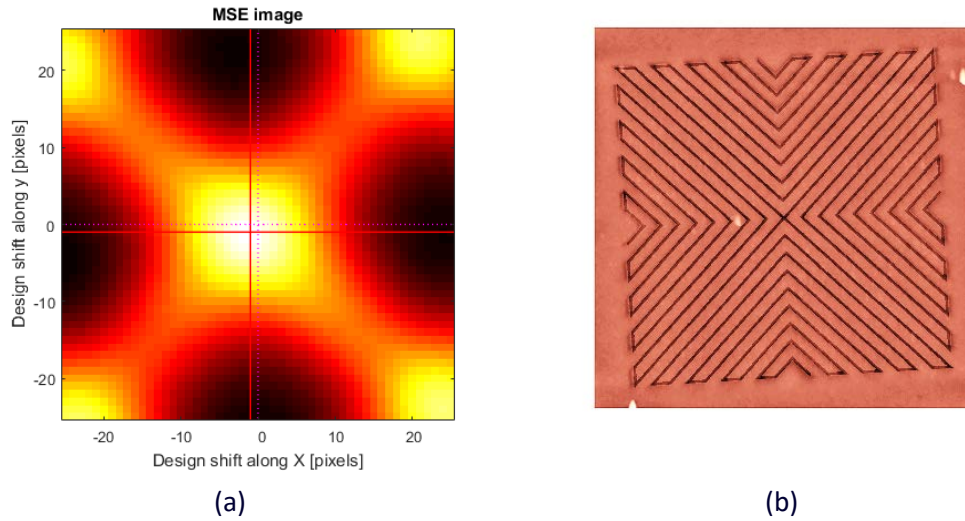 MSE image
Design shift along y [pixels]
20
10
0
-10
-20
-20
-10
0
10
20
Design shift along X [pixels]
(a)
(b)